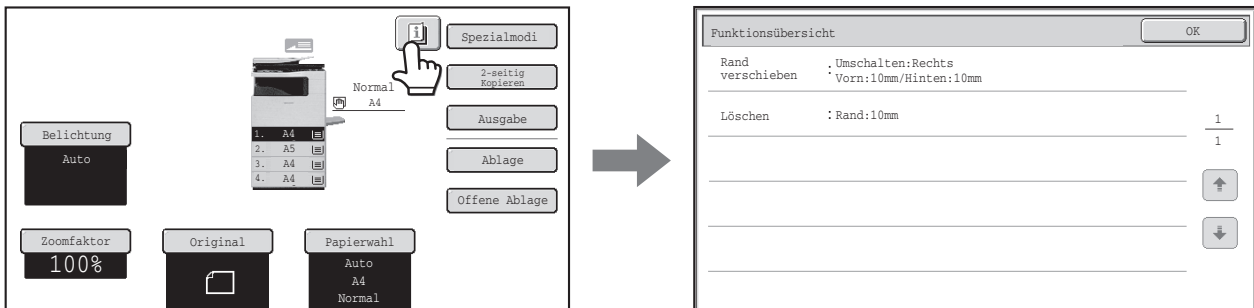 Spezialmodi
2-seitig
Kopieren
Ausgabe
Ablage
Offene Ablage
Normal
A4
1. A4
2. A5
3. A4
4. A4
Belichtung
Auto
Zoomfaktor
100%
Original
Papierwahl
Auto
A4
Normal
Funktionsübersicht
OK
Rand
verschieben
: Umschalten:Rechts
Vorn:10mm/Hinten:10mm
Löschen : Rand:10mm
1
1